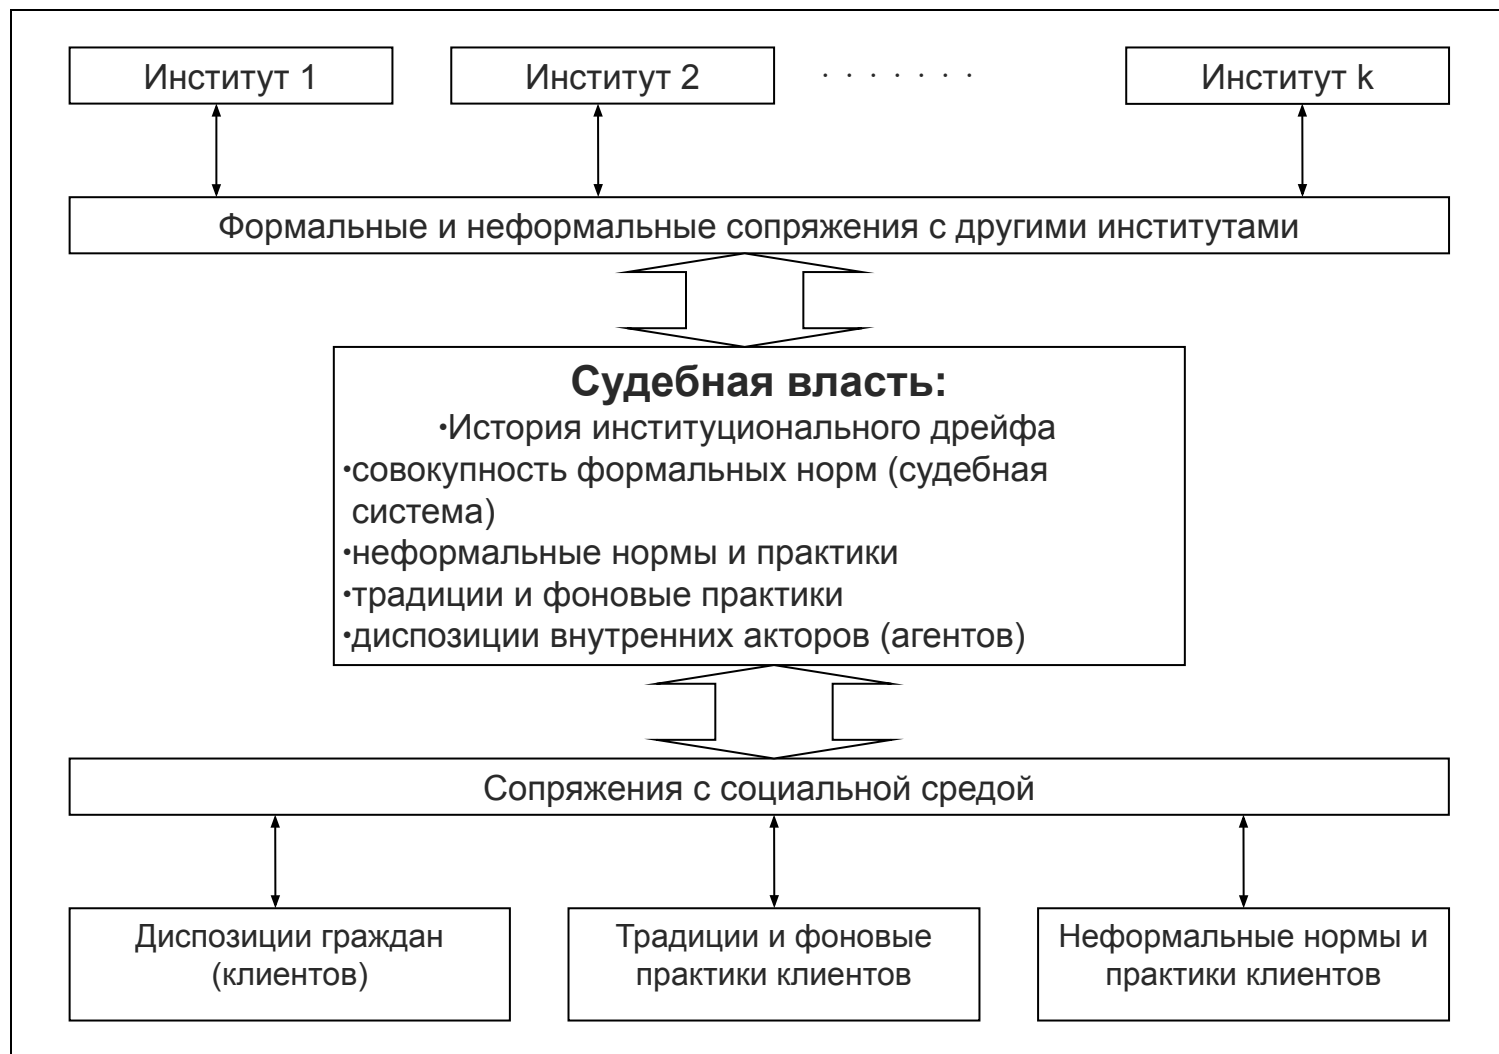 Институт 1
Институт 2
. . . . . . .
Институт k
Формальные и неформальные сопряжения с другими институтами
Судебная власть:
•История институционального дрейфа
•совокупность формальных норм (судебная
система)
•неформальные нормы и практики
•традиции и фоновые практики
•диспозиции внутренних акторов (агентов)
Сопряжения с социальной средой
Диспозиции граждан
(клиентов)
Традиции и фоновые
практики клиентов
Неформальные нормы и
практики клиентов